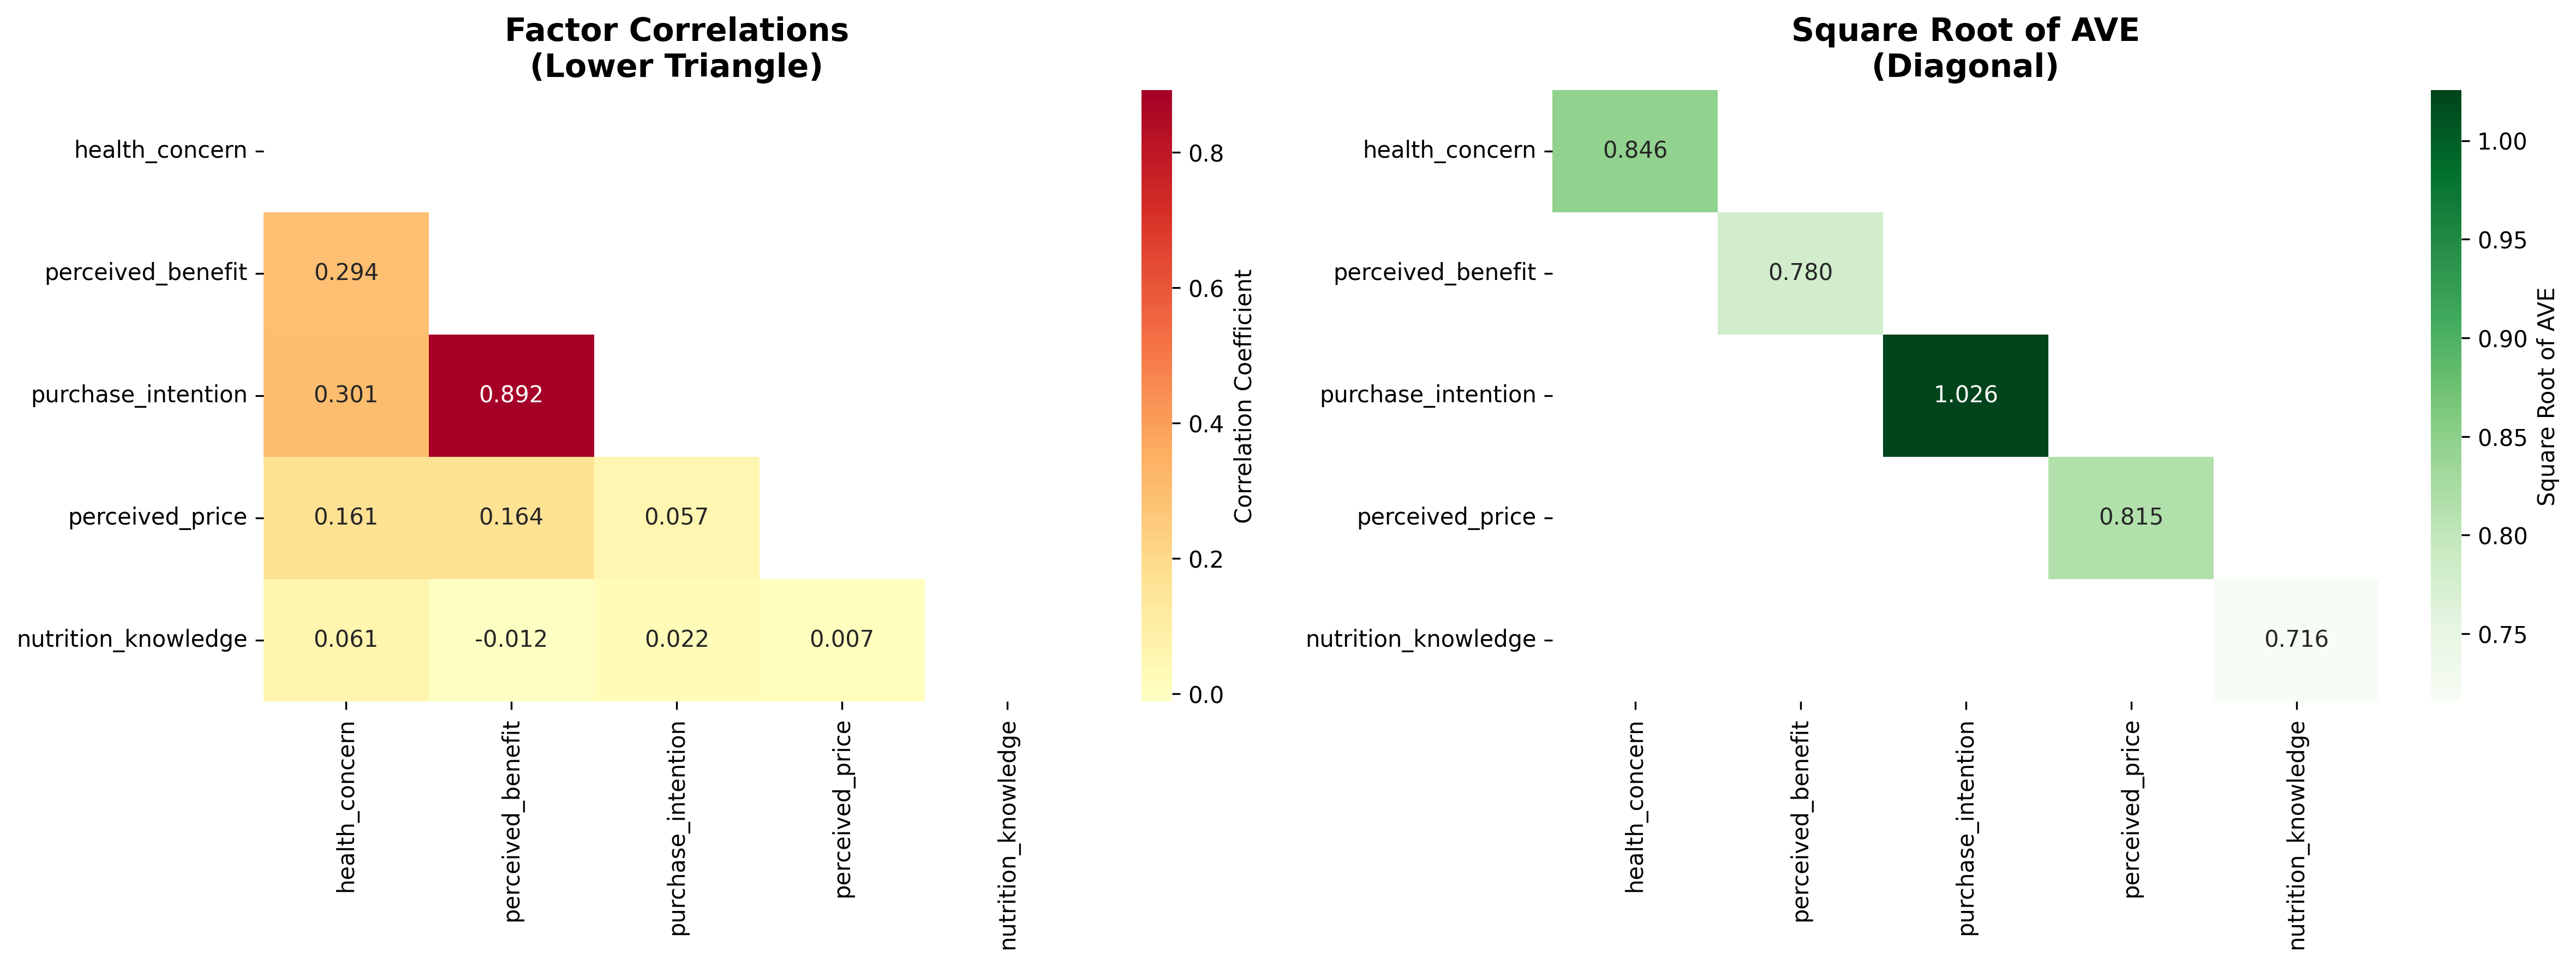 Factor Correlations
(Lower Triangle)
health_concern
perceived_benefit
purchase_intention
perceived_price
nutrition_knowledge
0.294
0.301 0.892
0.161 0.164 0.057
0.061 -0.012 0.022 0.007
health_concern
perceived_benefit
purchase_intention
perceived_price
nutrition_knowledge
0.8
0.6
0.4
0.2
0.0
Correlation Coefficient
Square Root of AVE
(Diagonal)
health_concern
perceived_benefit
purchase_intention
perceived_price
nutrition_knowledge
0.846
0.780
1.026
0.815
0.716
health_concern
perceived_benefit
purchase_intention
perceived_price
nutrition_knowledge
1.00
0.95
0.90
0.85
0.80
0.75
Square Root of AVE